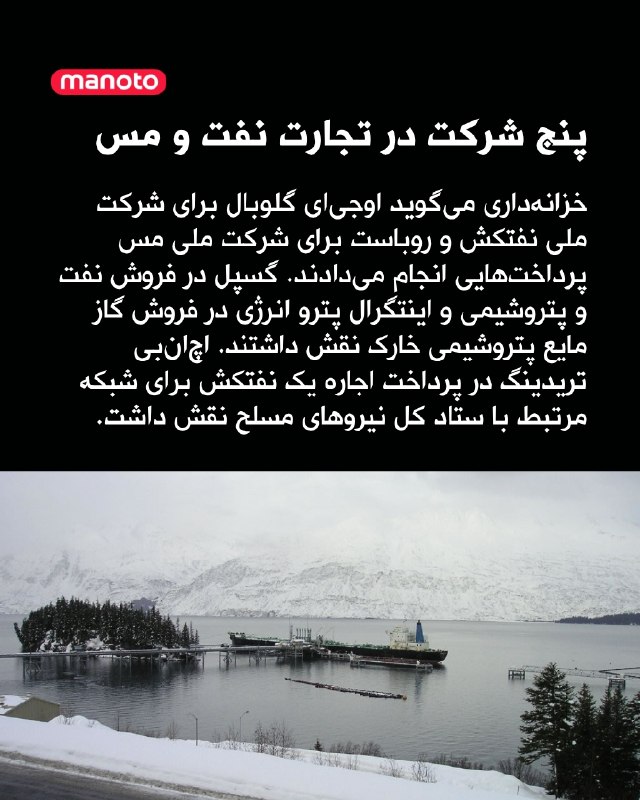 manoto
پنج شرکت در تجارت نفت و مس
خزانه‌داری می‌گوید اوجی‌ای گلوبال برای شرکت
ملی نفتکش و روباست برای شرکت ملی مس
پرداخت‌هایی انجام می‌دادند. گسپل در فروش نفت
و پتروشیمی و اینتگرال پترو انرژی در فروش گاز
مایع پتروشیمی خارک نقش داشتند. اچ‌ان‌بی
تریدینگ در پرداخت اجاره یک نفتکش برای شبکه
مرتبط با ستاد کل نیروهای مسلح نقش داشت.